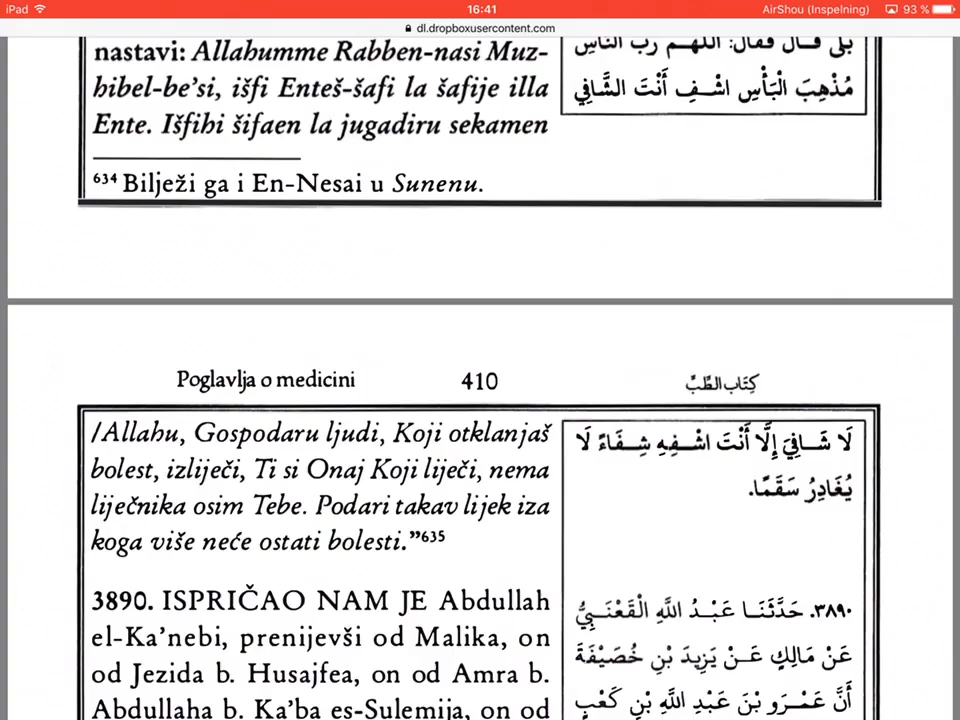 iPad 16:41 AirShou (Inspelning) 93 %
dl.dropboxusercontent.com
nastavi: Allahumme Rabben-nasi Muz-
hibel-be’si, išfi Enteš-šafi la šafije illa
Ente. Išfihi šifaen la jugadiru sekamen
634 Bilježi ga i En-Nesai u Sunenu.
بَلَى قَالَ فَقَالَ: اللَّهُمَّ رَبَّ النَّاسِ
مُذْهِبَ الْبَأْسِ اشْفِ أَنْتَ الشَّافِي
Poglavlja o medicini 410 كِتَاب الطِّبِّ
/Allahu, Gospodaru ljudi, Koji otklanjaš
bolest, izliječi, Ti si Onaj Koji liječi, nema
liječnika osim Tebe. Podari takav lijek iza
koga više neće ostati bolesti.”635
3890. ISPRIČAO NAM JE Abdullah
el-Ka’nebi, prenijevši od Malika, on
od Jezida b. Husajfea, on od Amra b.
Abdullaha b. Ka’ba es-Sulemija, on od
لَا شَافِيَ إِلَّا أَنْتَ اشْفِهِ شِفَاءً لَا
يُغَادِرُ سَقَمًا.
٣٨٩٠. حَدَّثَنَا عَبْدُ اللَّهِ الْقَعْنَبِيُّ
عَنْ مَالِكٍ عَنْ يَزِيدَ بْنِ خُصَيْفَةَ
أَنَّ عَمْرَو بْنَ عَبْدِ اللَّهِ بْنِ كَعْبٍ